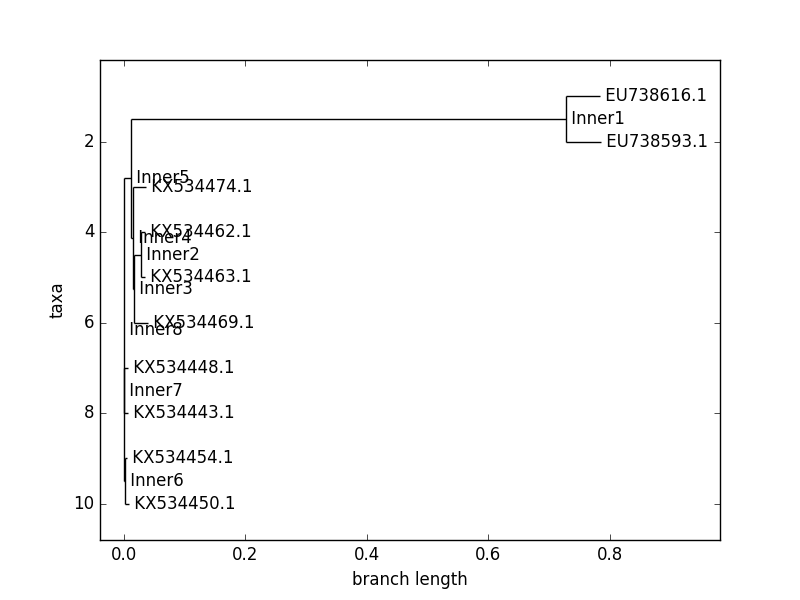 EU738616.1
Inner1
2
EU738593.1
Inner5
KX534474.1
4
KX534462.1
Inner4
Inner2
KX534463.1
Inner3
taxa
6
KX534469.1
Inner8
KX534448.1
Inner7
8
KX534443.1
KX534454.1
Inner6
10
KX534450.1
0.0 0.2 0.4 0.6 0.8
branch length